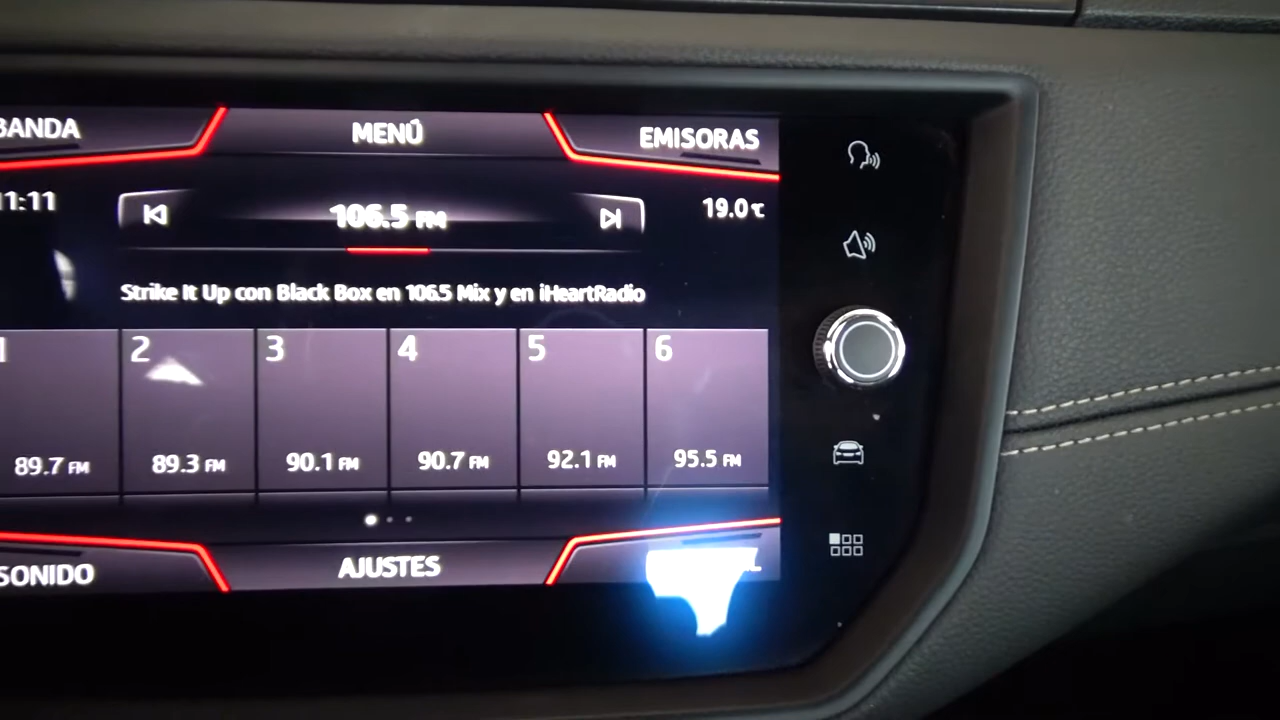 BANDA MENÚ EMISORAS
11:11 106.5 FM 19.0℃
Strike It Up con Black Box en 106.5 Mix y en iHeartRadio
1 2 3 4 5 6
89.7 FM 89.3 FM 90.1 FM 90.7 FM 92.1 FM 95.5 FM
SONIDO AJUSTES